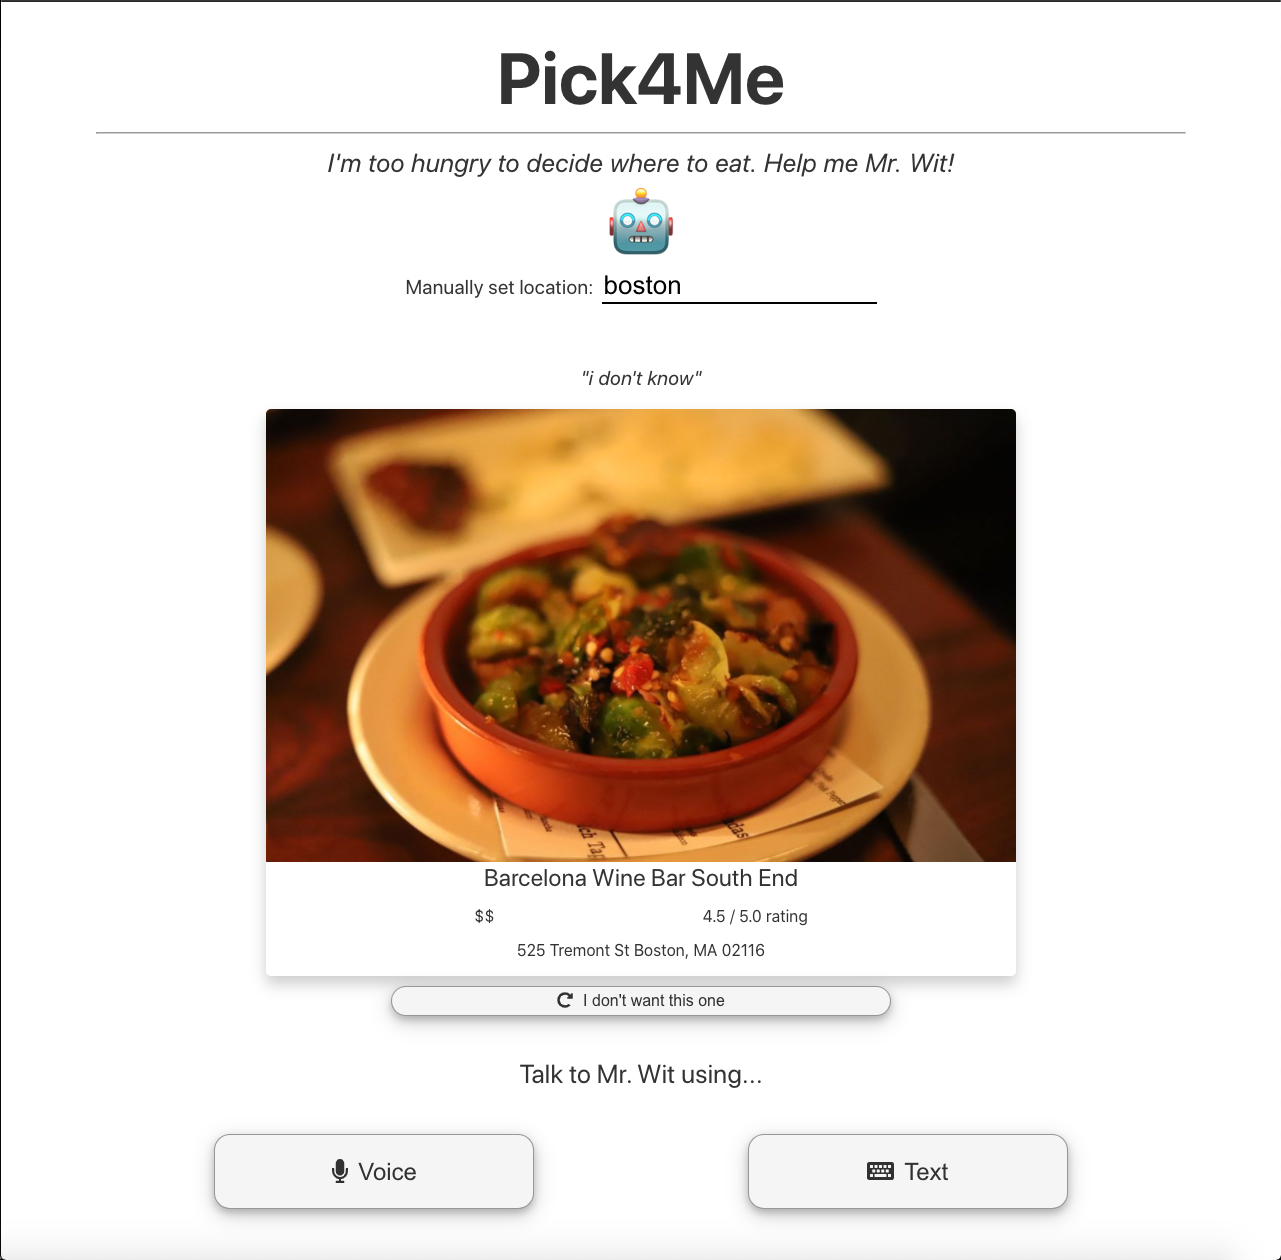 Pick4Me
I'm too hungry to decide where to eat. Help me Mr. Wit!
Manually set location: boston
"i don't know"
Barcelona Wine Bar South End
$$ 4.5 / 5.0 rating
525 Tremont St Boston, MA 02116
I don't want this one
Talk to Mr. Wit using...
Voice Text